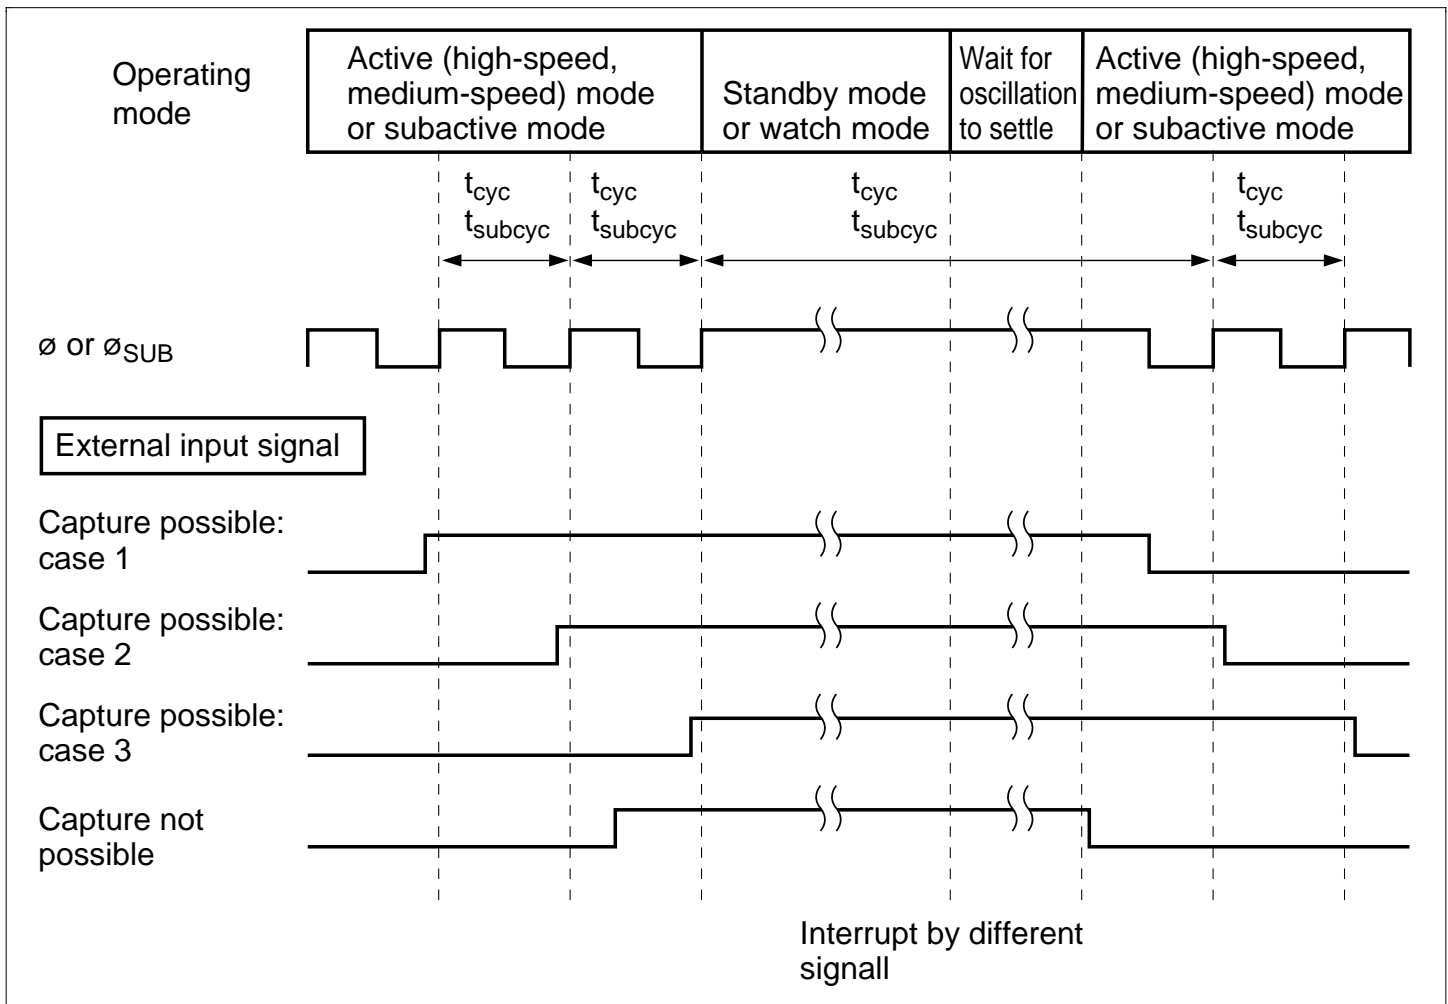 Operating
mode
Active (high-speed,
medium-speed) mode
or subactive mode
Standby mode
or watch mode
Wait for
oscillation
to settle
Active (high-speed,
medium-speed) mode
or subactive mode
tcyc
tsubcyc
tcyc
tsubcyc
tcyc
tsubcyc
tcyc
tsubcyc
ø or øSUB
External input signal
Capture possible:
case 1
Capture possible:
case 2
Capture possible:
case 3
Capture not
possible
Interrupt by different
signall